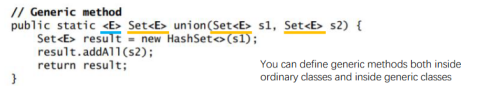 // Generic method
public static <E> Set<E> union(Set<E> s1, Set<E> s2) {
Set<E> result = new HashSet<>(s1);
result.addAll(s2);
return result;
}
You can define generic methods both inside
ordinary classes and inside generic classes